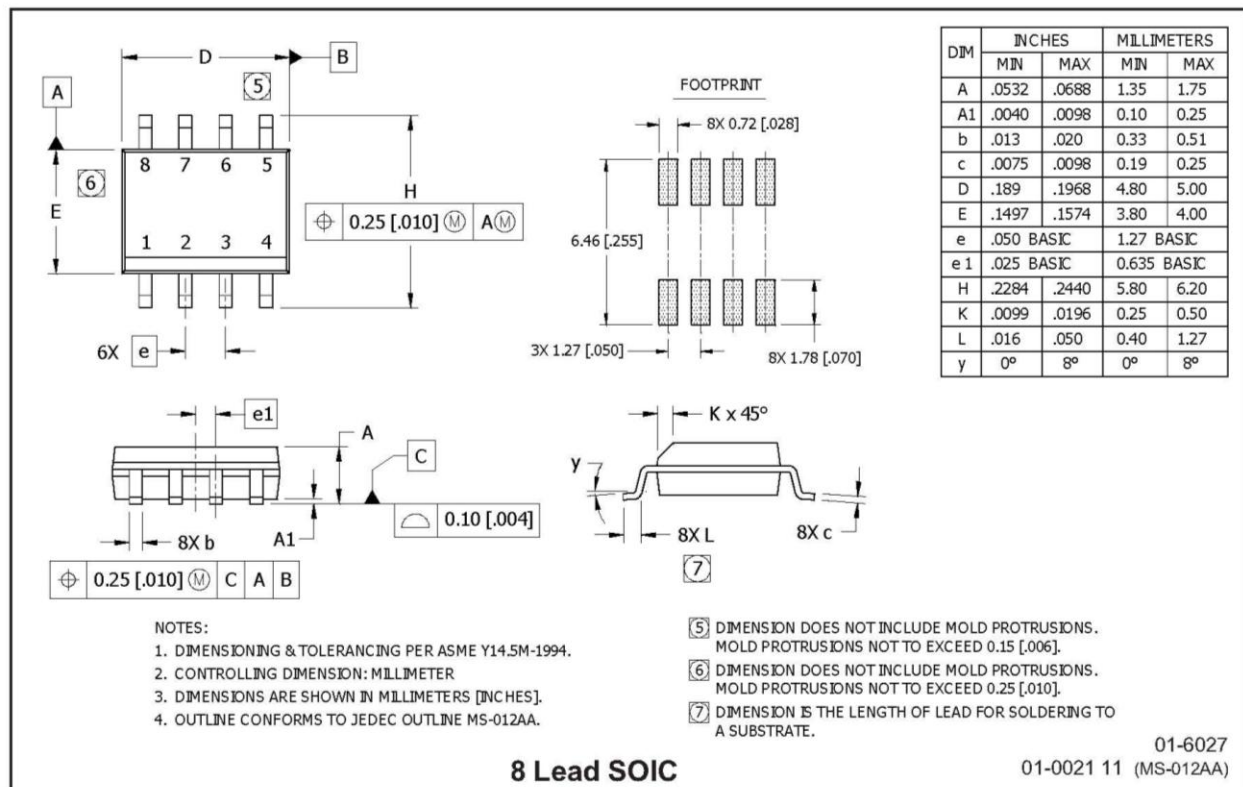 D
B
A
5
8 7 6 5
6
E
H
⌖ 0.25 [.010] Ⓜ AⓂ
1 2 3 4
6X e
FOOTPRINT
8X 0.72 [.028]
6.46 [.255]
3X 1.27 [.050]
8X 1.78 [.070]
DIM INCHES MILLIMETERS
MIN MAX MIN MAX
A .0532 .0688 1.35 1.75
A1 .0040 .0098 0.10 0.25
b .013 .020 0.33 0.51
c .0075 .0098 0.19 0.25
D .189 .1968 4.80 5.00
E .1497 .1574 3.80 4.00
e .050 BASIC 1.27 BASIC
e1 .025 BASIC 0.635 BASIC
H .2284 .2440 5.80 6.20
K .0099 .0196 0.25 0.50
L .016 .050 0.40 1.27
y 0° 8° 0° 8°
e1
A
C
⌓ 0.10 [.004]
8X b
A1
⌖ 0.25 [.010] Ⓜ C A B
K x 45°
y
8X L
8X c
7
NOTES:
1. DIMENSIONING & TOLERANCING PER ASME Y14.5M-1994.
2. CONTROLLING DIMENSION: MILLIMETER
3. DIMENSIONS ARE SHOWN IN MILLIMETERS [INCHES].
4. OUTLINE CONFORMS TO JEDEC OUTLINE MS-012AA.
5 DIMENSION DOES NOT INCLUDE MOLD PROTRUSIONS.
MOLD PROTRUSIONS NOT TO EXCEED 0.15 [.006].
6 DIMENSION DOES NOT INCLUDE MOLD PROTRUSIONS.
MOLD PROTRUSIONS NOT TO EXCEED 0.25 [.010].
7 DIMENSION IS THE LENGTH OF LEAD FOR SOLDERING TO
A SUBSTRATE.
8 Lead SOIC
01-6027
01-0021 11 (MS-012AA)